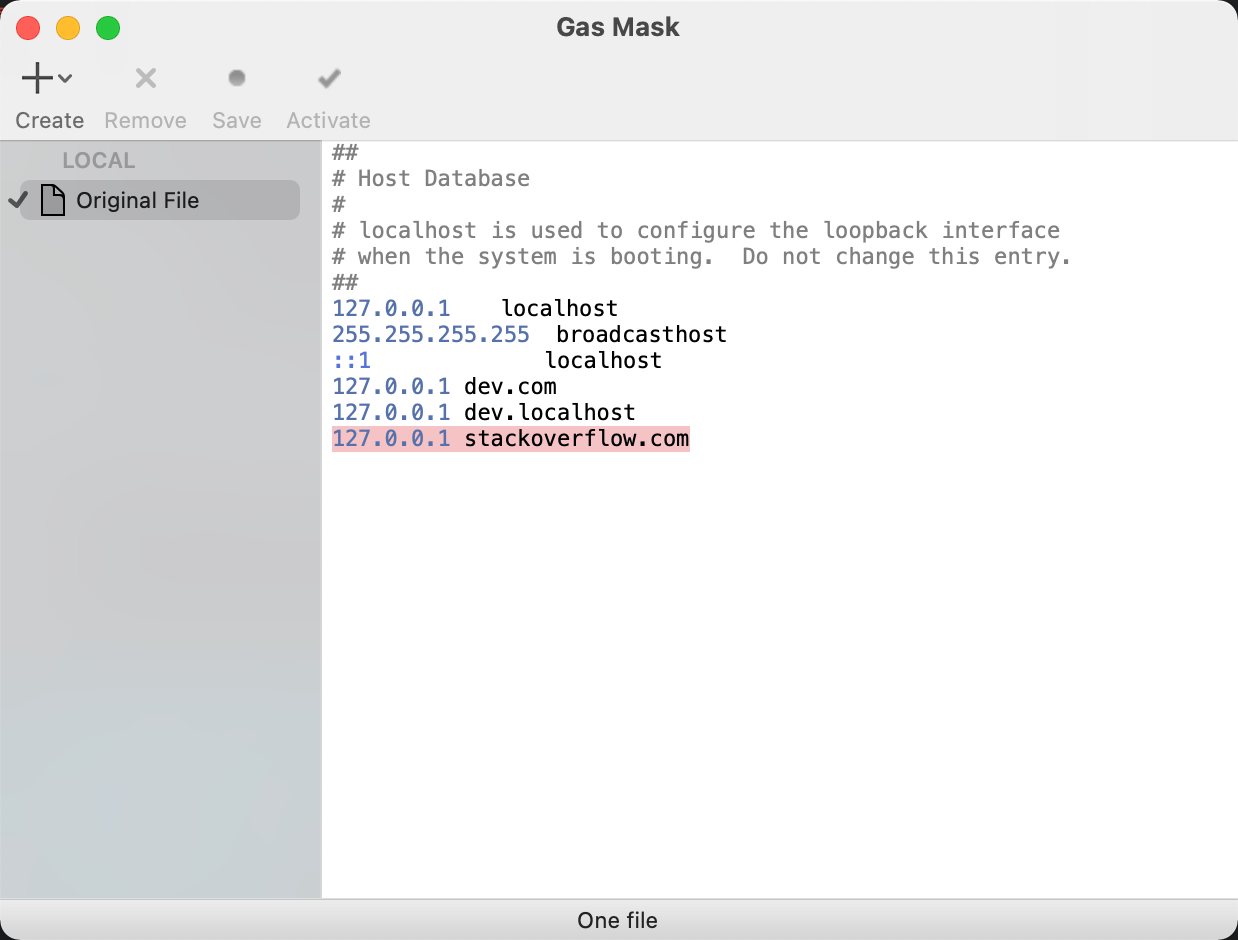 Gas Mask
Create Remove Save Activate
LOCAL
Original File
##
# Host Database
#
# localhost is used to configure the loopback interface
# when the system is booting.  Do not change this entry.
##
127.0.0.1    localhost
255.255.255.255  broadcasthost
::1             localhost
127.0.0.1 dev.com
127.0.0.1 dev.localhost
127.0.0.1 stackoverflow.com
One file